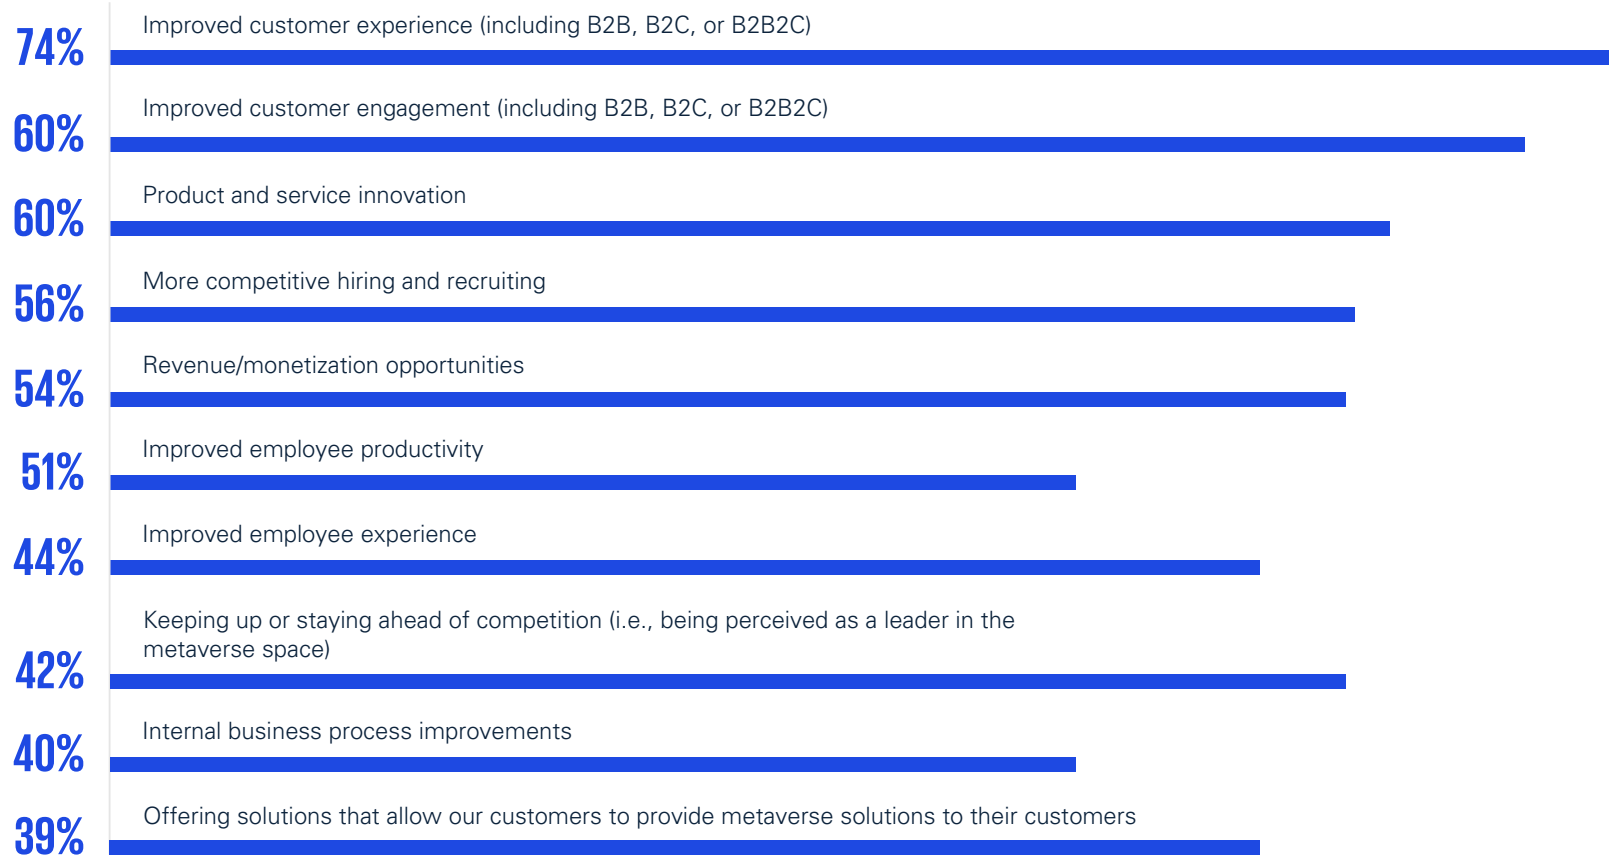 Improved customer experience (including B2B, B2C, or B2B2C)
74%
Improved customer engagement (including B2B, B2C, or B2B2C)
60%
Product and service innovation
60%
More competitive hiring and recruiting
56%
Revenue/monetization opportunities
54%
Improved employee productivity
51%
Improved employee experience
44%
Keeping up or staying ahead of competition (i.e., being perceived as a leader in the
metaverse space)
42%
Internal business process improvements
40%
Offering solutions that allow our customers to provide metaverse solutions to their customers
39%